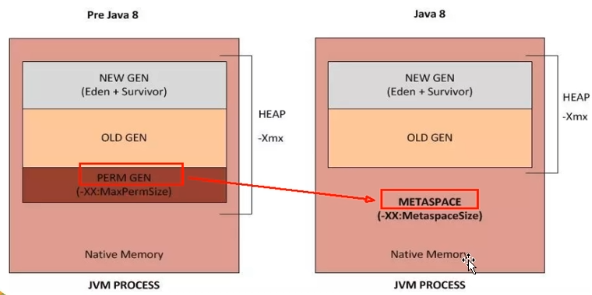 Pre Java 8
NEW GEN
(Eden + Survivor)
OLD GEN
PERM GEN
(-XX:MaxPermSize)
HEAP
-Xmx
Native Memory
JVM PROCESS
Java 8
NEW GEN
(Eden + Survivor)
OLD GEN
HEAP
-Xmx
METASPACE
(-XX:MetaspaceSize)
Native Memory
JVM PROCESS